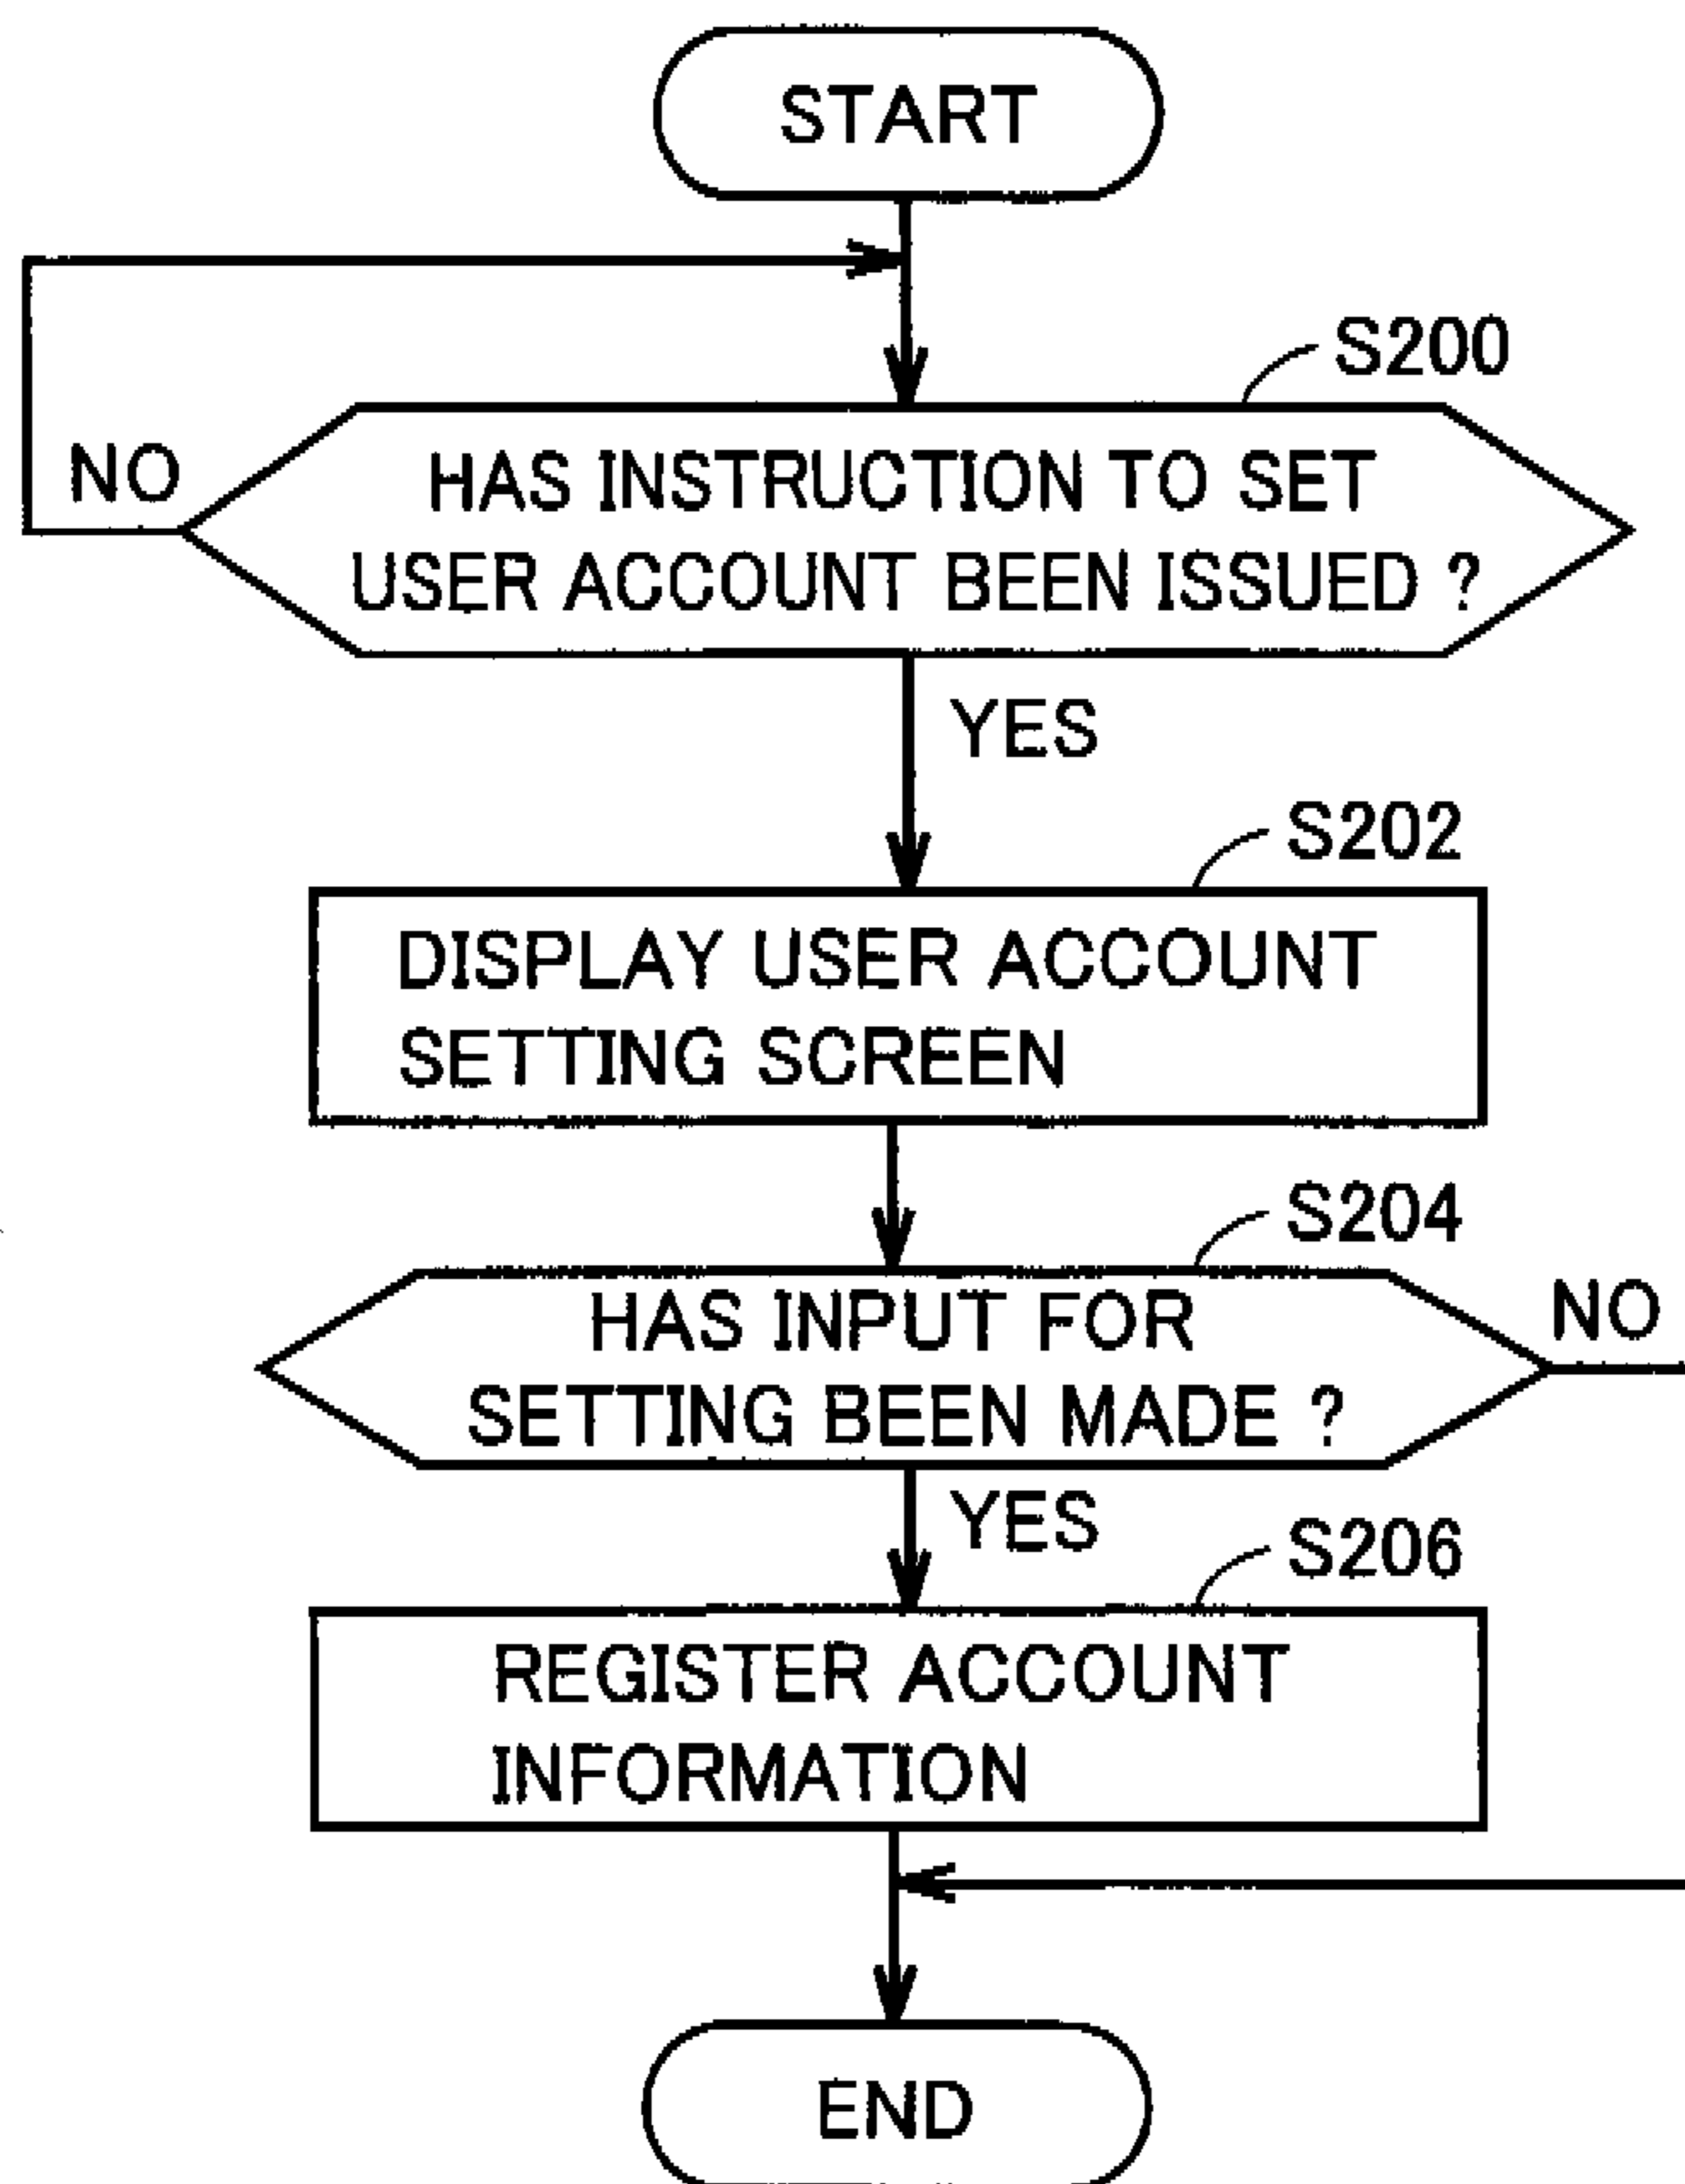 START
S200
NO
HAS INSTRUCTION TO SET
USER ACCOUNT BEEN ISSUED ?
YES
S202
DISPLAY USER ACCOUNT
SETTING SCREEN
S204
HAS INPUT FOR
NO
SETTING BEEN MADE ?
YES
S206
REGISTER ACCOUNT
INFORMATION
END